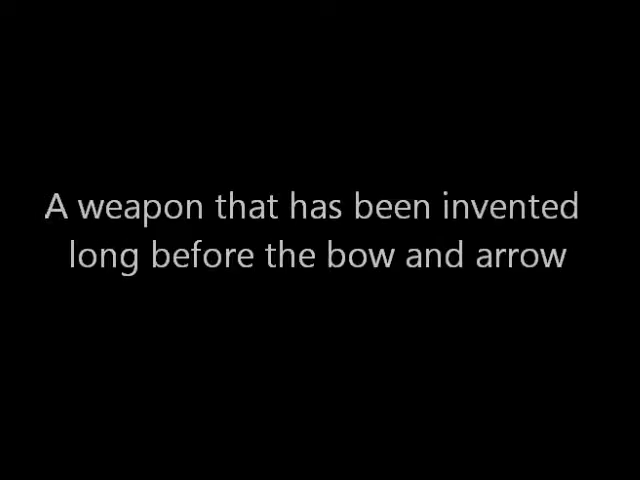 A weapon that has been invented
long before the bow and arrow